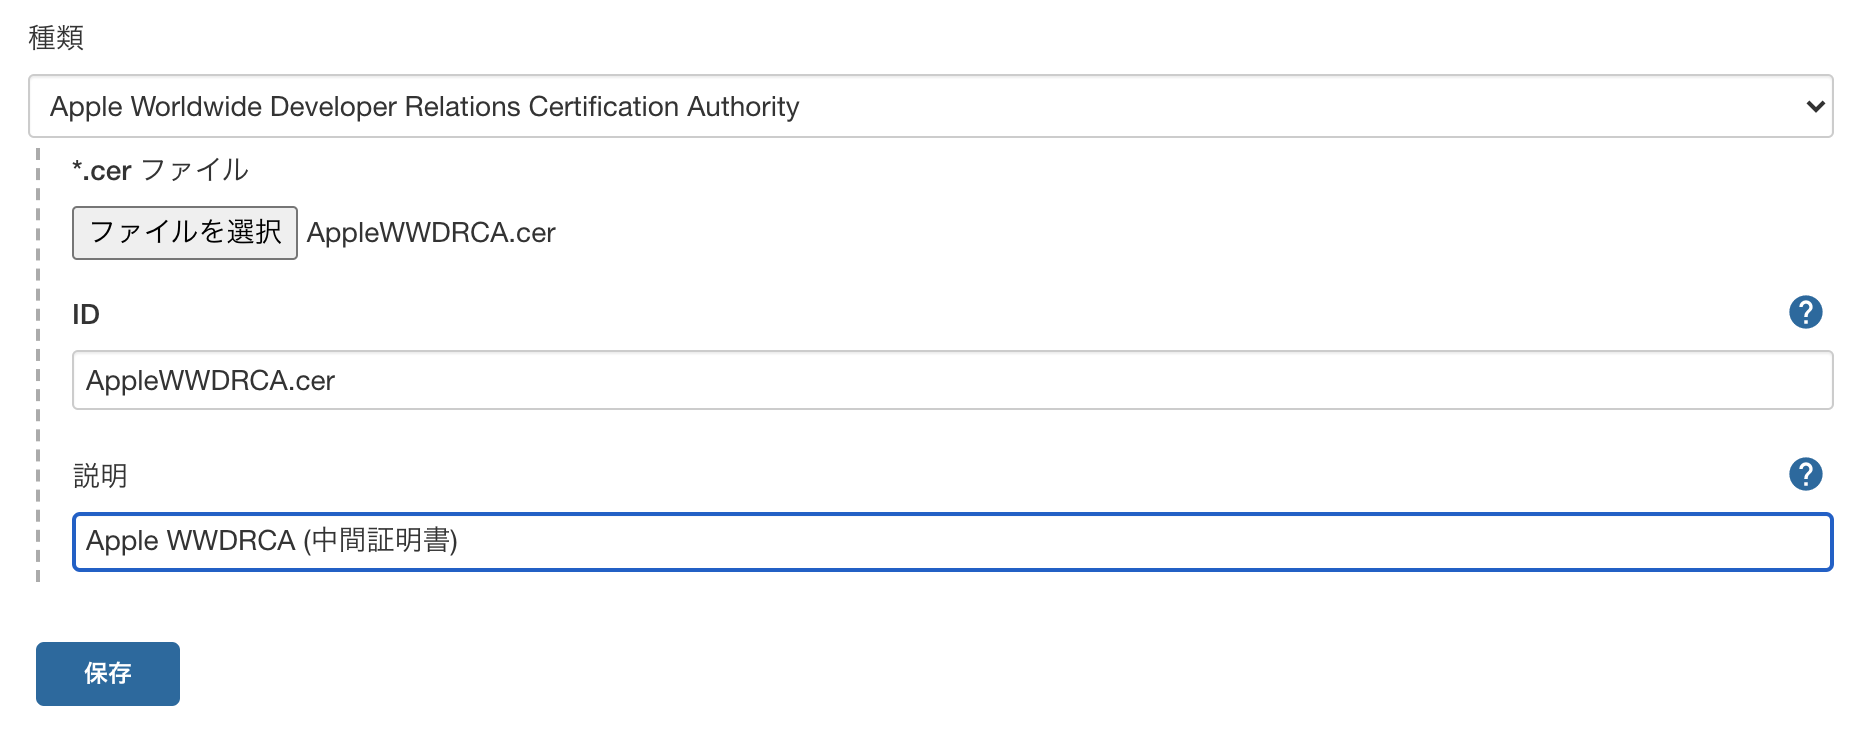 種類
Apple Worldwide Developer Relations Certification Authority
*.cer ファイル
ファイルを選択 AppleWWDRCA.cer
ID
?
AppleWWDRCA.cer
説明
?
Apple WWDRCA (中間証明書)
保存